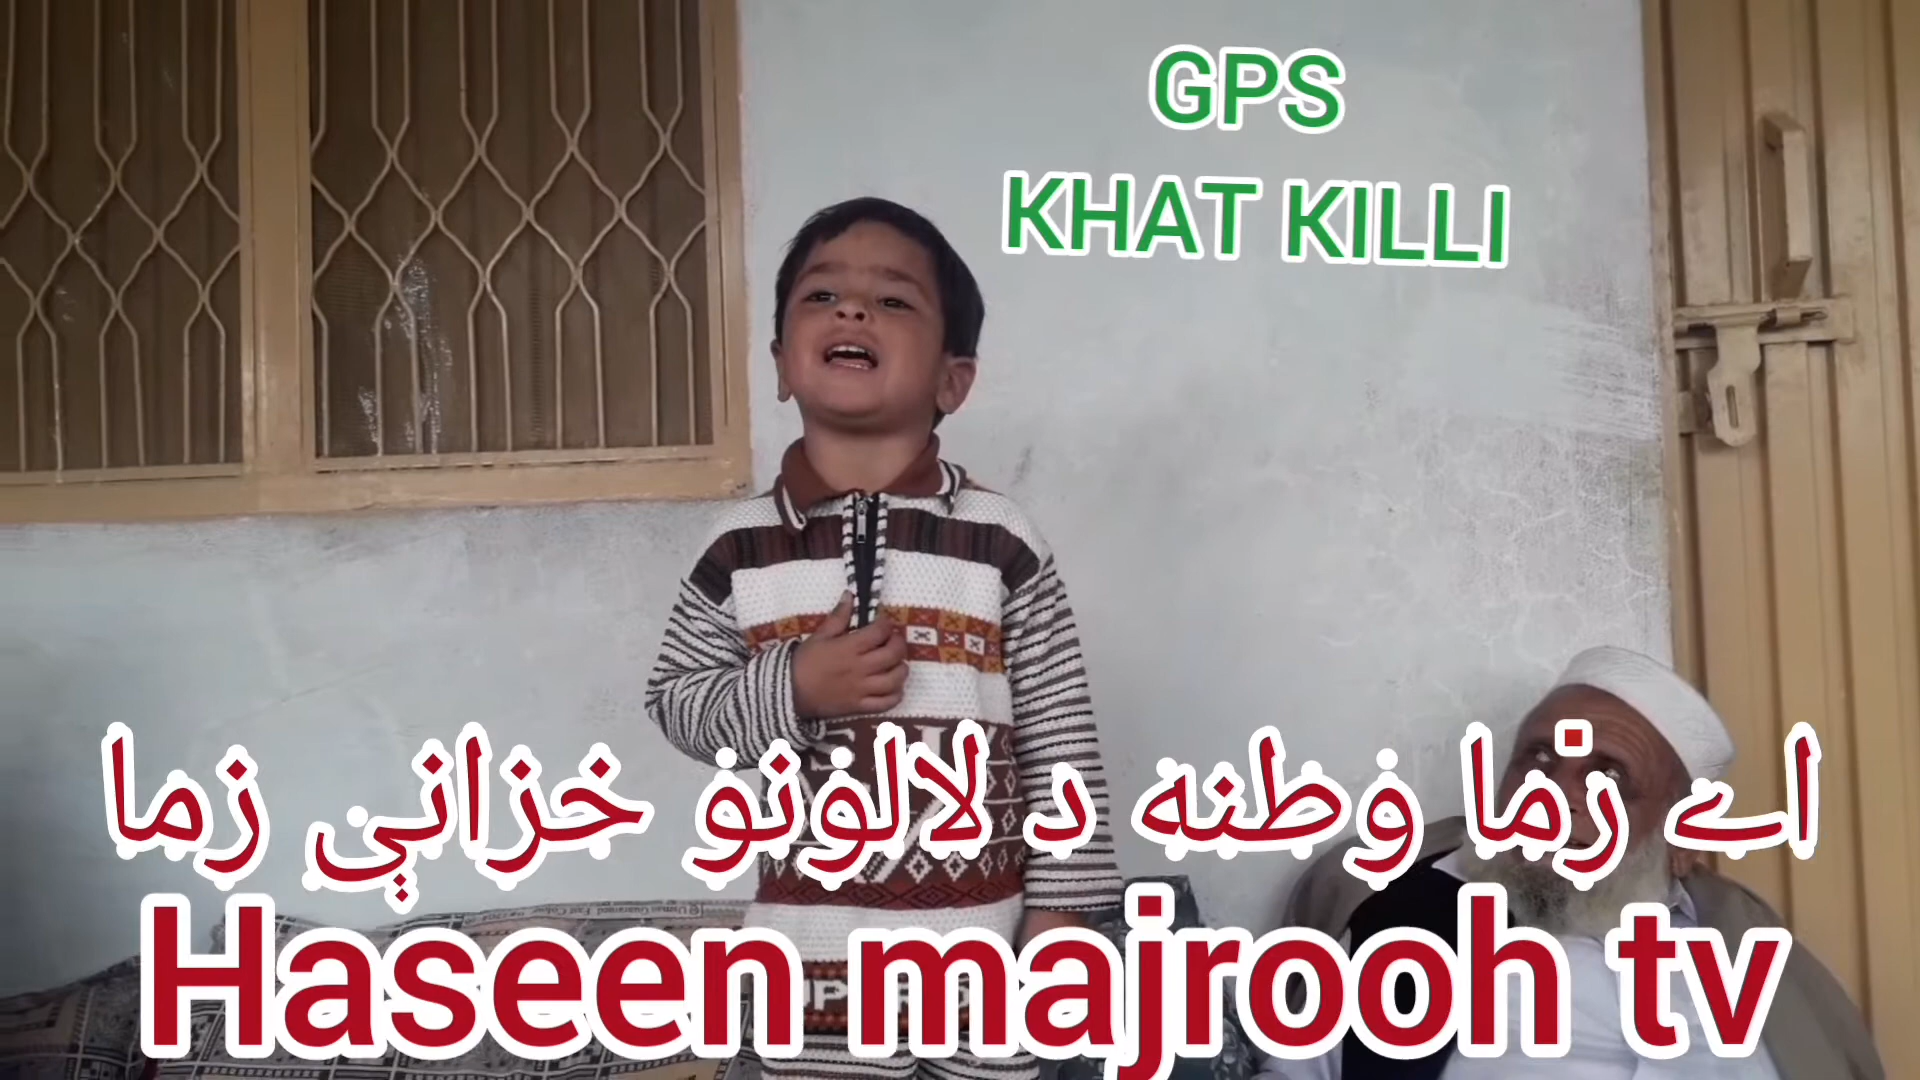 GPS
KHAT KILLI
اے زما وطنه د لالونو خزانې زما
Haseen majrooh tv